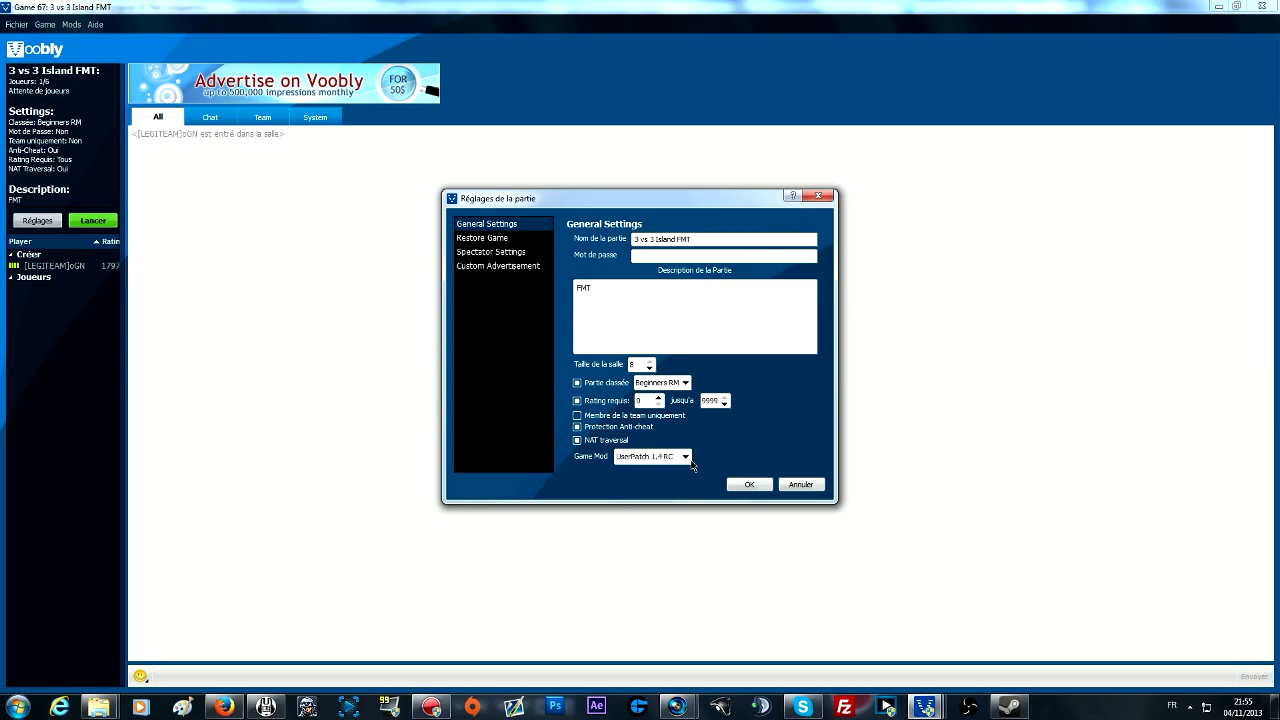 Game 67: 3 vs 3 Island FMT
Fichier Game Mods Aide
Voobly
3 vs 3 Island FMT:
Joueurs: 1/6
Attente de joueurs
Settings:
Classée: Beginners RM
Mot de Passe: Non
Team uniquement: Non
Anti-Cheat: Oui
Rating Requis: Tous
NAT Traversal: Oui
Description:
FMT
Réglages Lancer
Player Ratin
Créer
[LEGITEAM]oGN 1797
Joueurs
Advertise on Voobly
up to 500,000 impressions monthly
FOR
50$
All Chat Team System
<[LEGITEAM]oGN est entré dans la salle>
Réglages de la partie
General Settings
Restore Game
Spectator Settings
Custom Advertisement
General Settings
Nom de la partie 3 vs 3 Island FMT
Mot de passe
Description de la Partie
FMT
Taille de la salle 8
Partie classée Beginners RM
Rating requis: 0 jusqu'a 9999
Membre de la team uniquement
Protection Anti-cheat
NAT traversal
Game Mod UserPatch 1.4 RC
OK Annuler
Envoyer
99
Ps
Ae
FR
21:55
04/11/2013